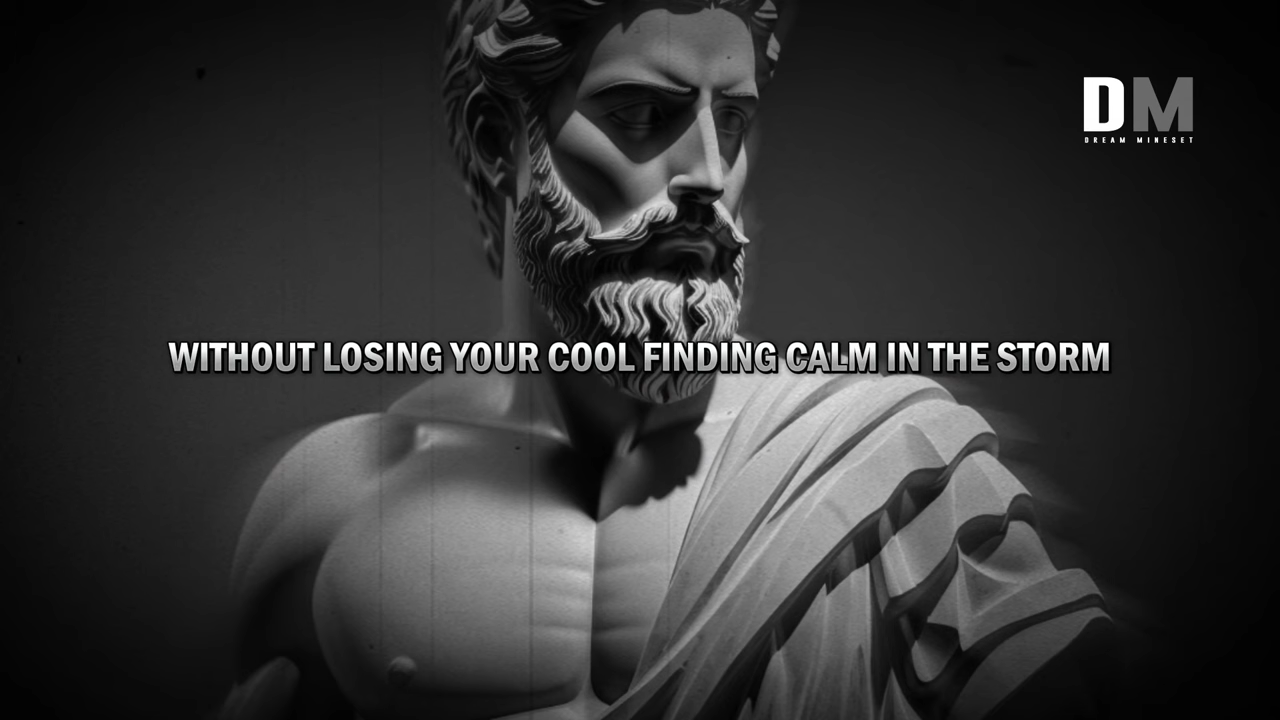 DM
DREAM MINESET
WITHOUT LOSING YOUR COOL FINDING CALM IN THE STORM